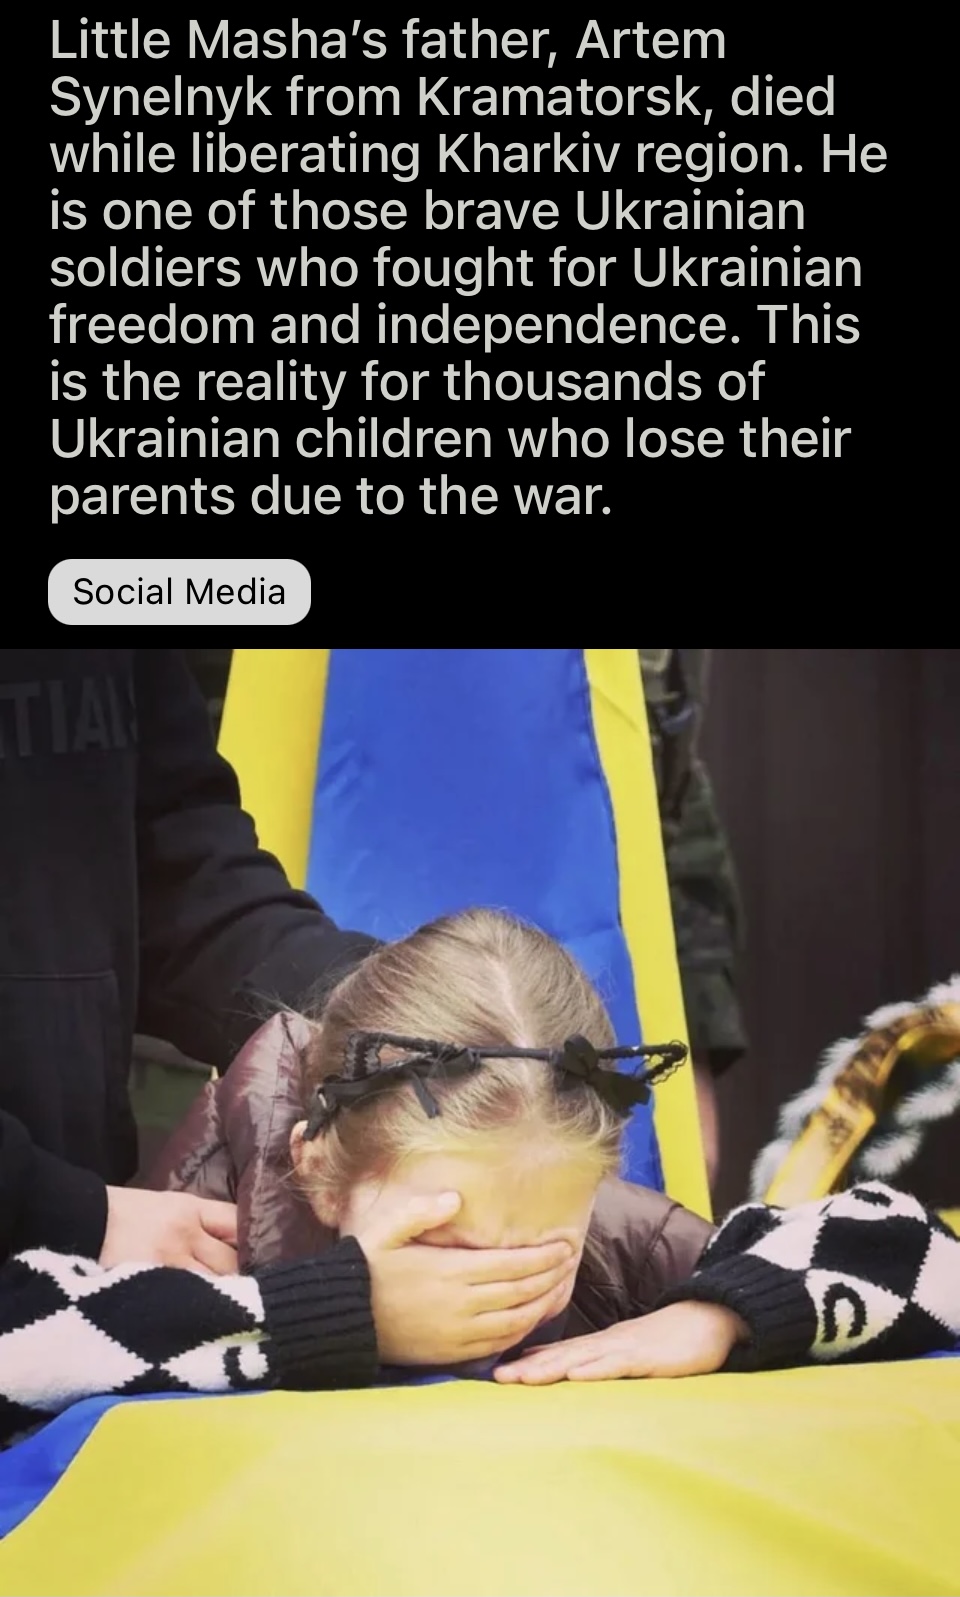 Little Masha’s father, Artem
Synelnyk from Kramatorsk, died
while liberating Kharkiv region. He
is one of those brave Ukrainian
soldiers who fought for Ukrainian
freedom and independence. This
is the reality for thousands of
Ukrainian children who lose their
parents due to the war.
Social Media